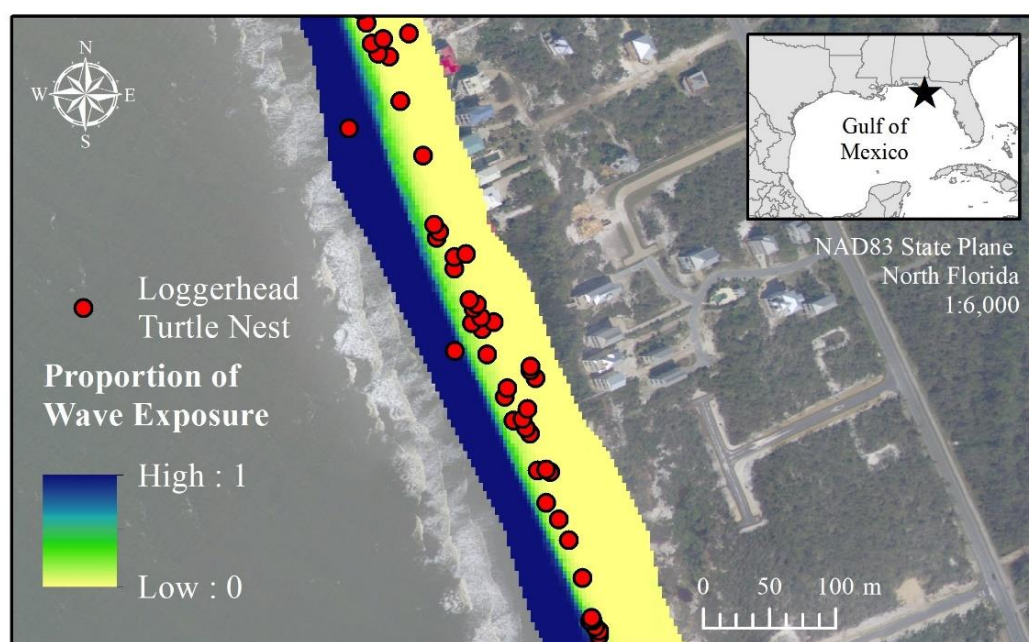 N
W E
S
Gulf of
Mexico
NAD83 State Plane
North Florida
1:6,000
Loggerhead
Turtle Nest
Proportion of
Wave Exposure
High : 1
Low : 0
0 50 100 m